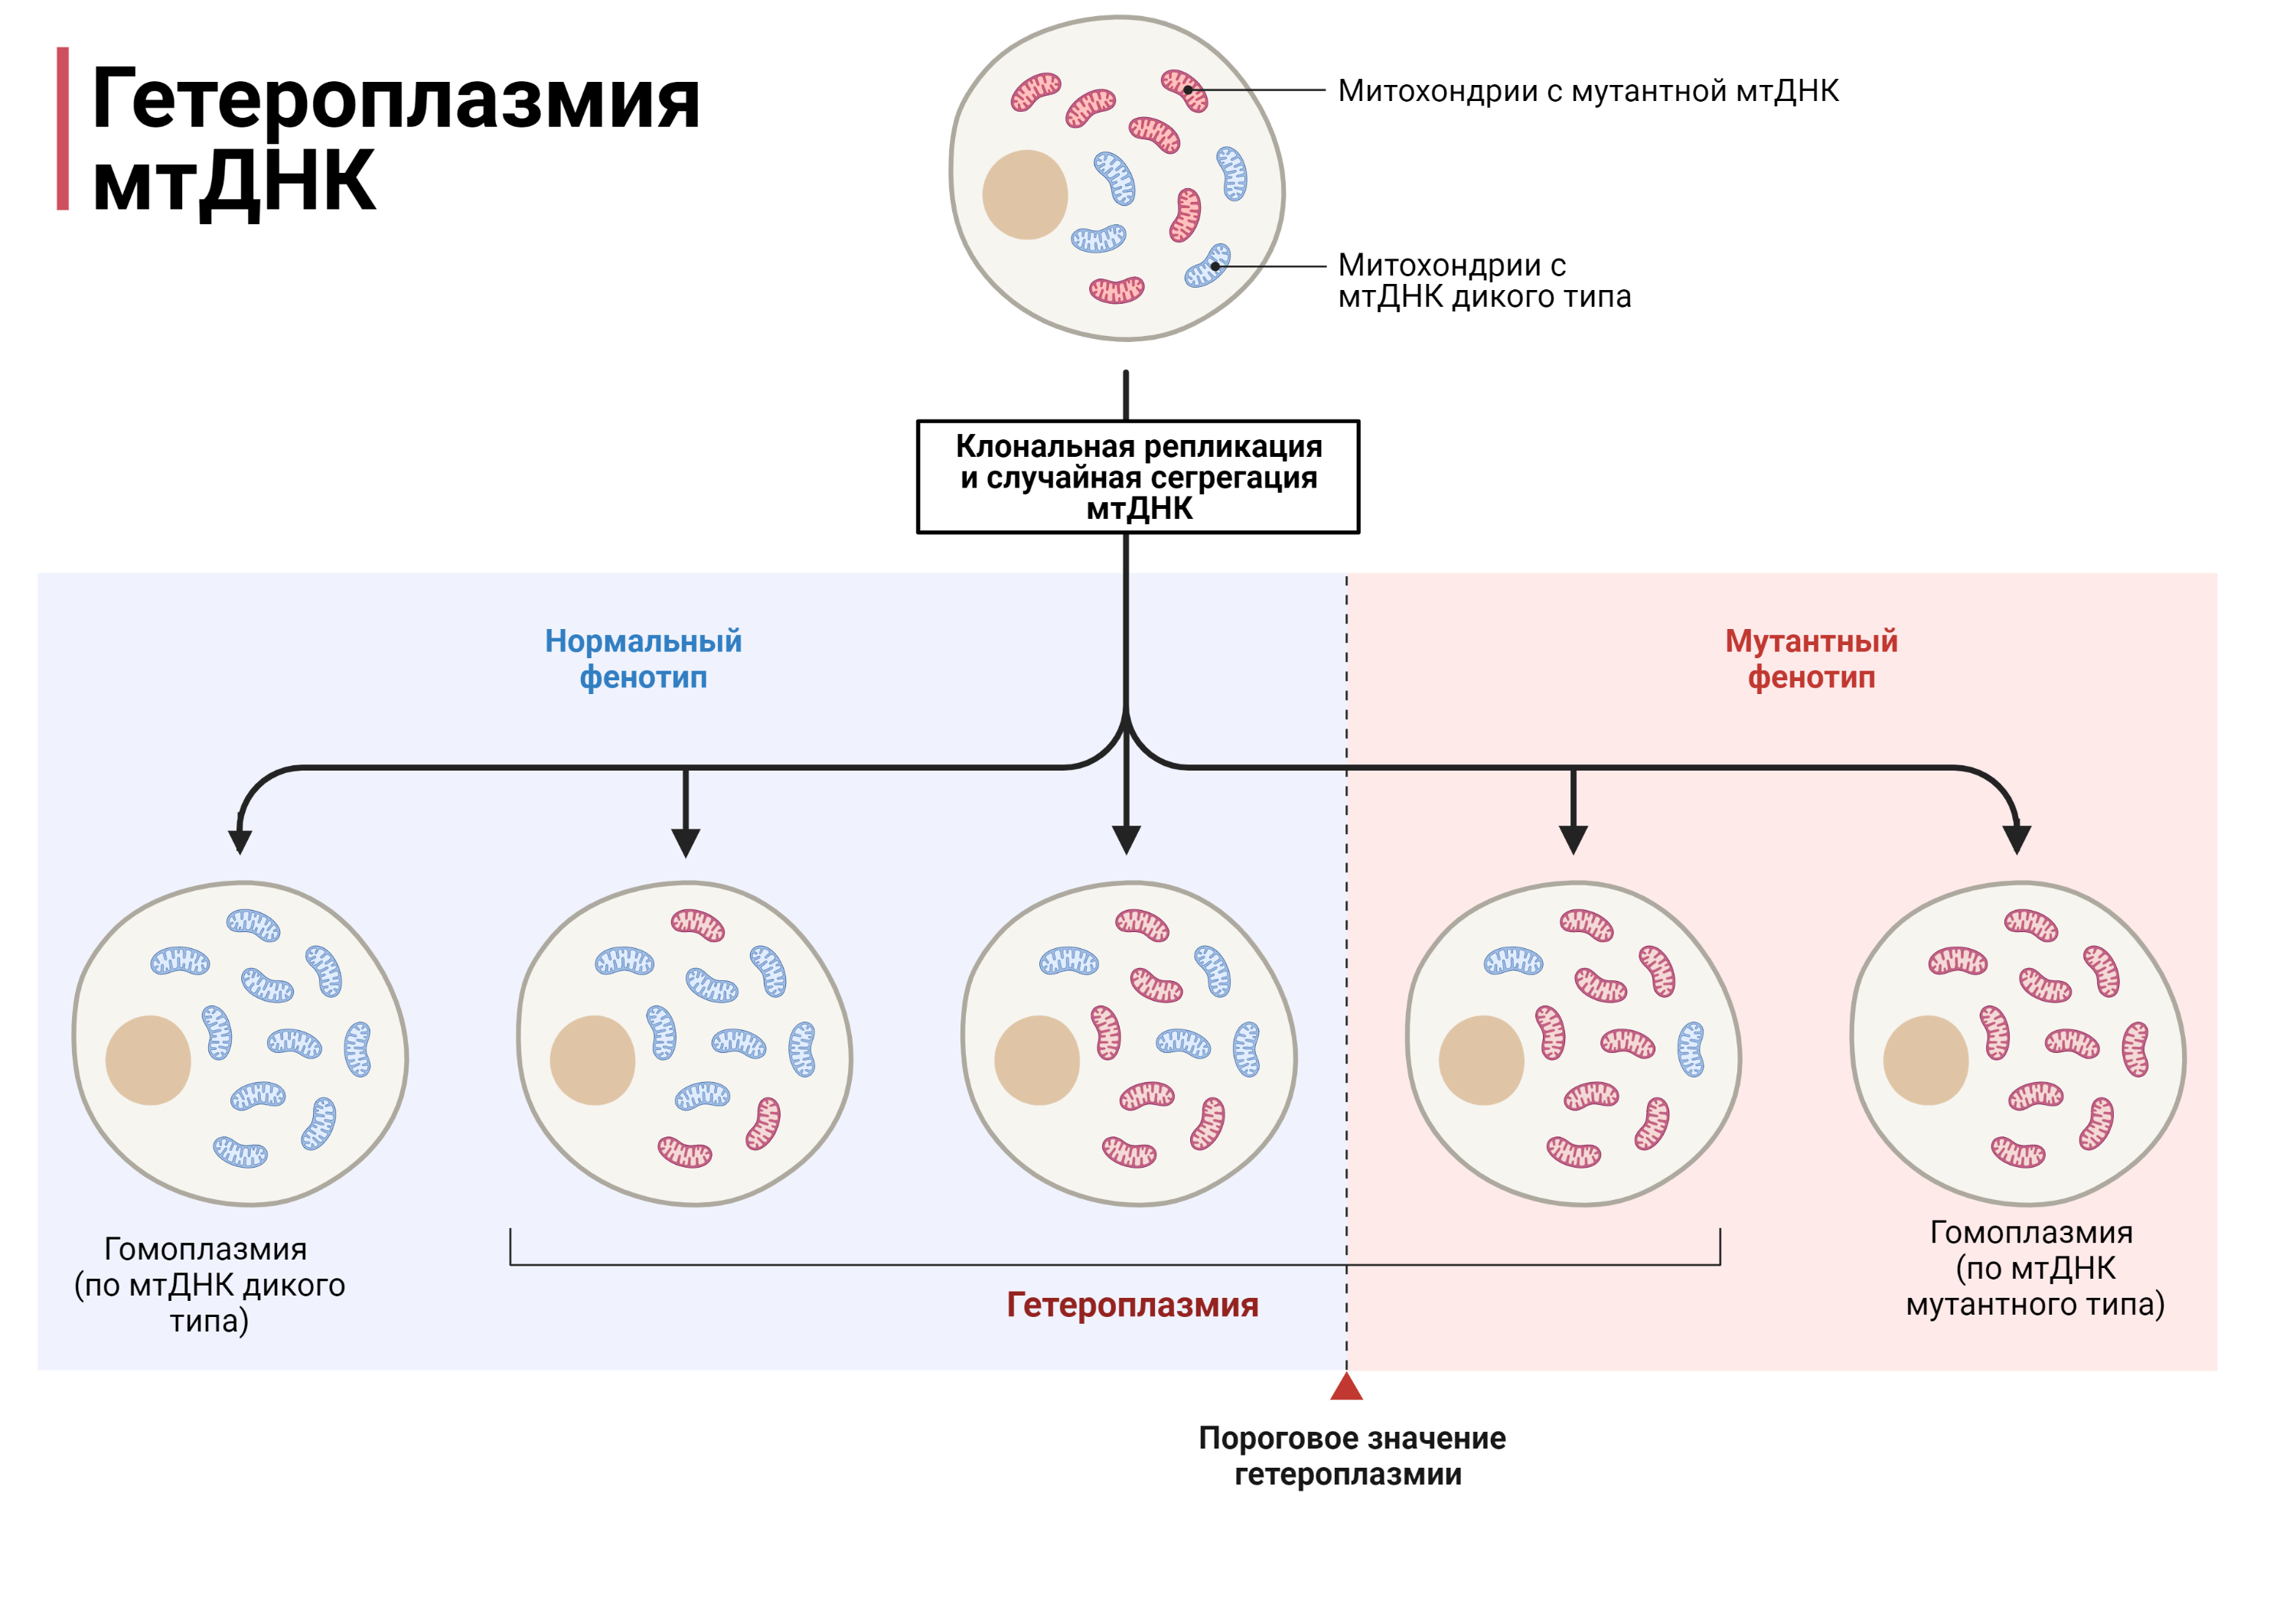 Гетероплазмия
мтДНК
Митохондрии с мутантной мтДНК
Митохондрии с
мтДНК дикого типа
Клональная репликация
и случайная сегрегация
мтДНК
Нормальный
фенотип
Мутантный
фенотип
Гомоплазмия
(по мтДНК дикого
типа)
Гетероплазмия
Гомоплазмия
(по мтДНК
мутантного типа)
Пороговое значение
гетероплазмии